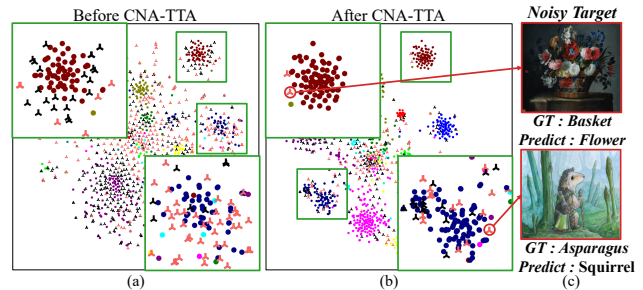 Before CNA-TTA
After CNA-TTA
Noisy Target
GT : Basket
Predict : Flower
GT : Asparagus
Predict : Squirrel
(a)
(b)
(c)